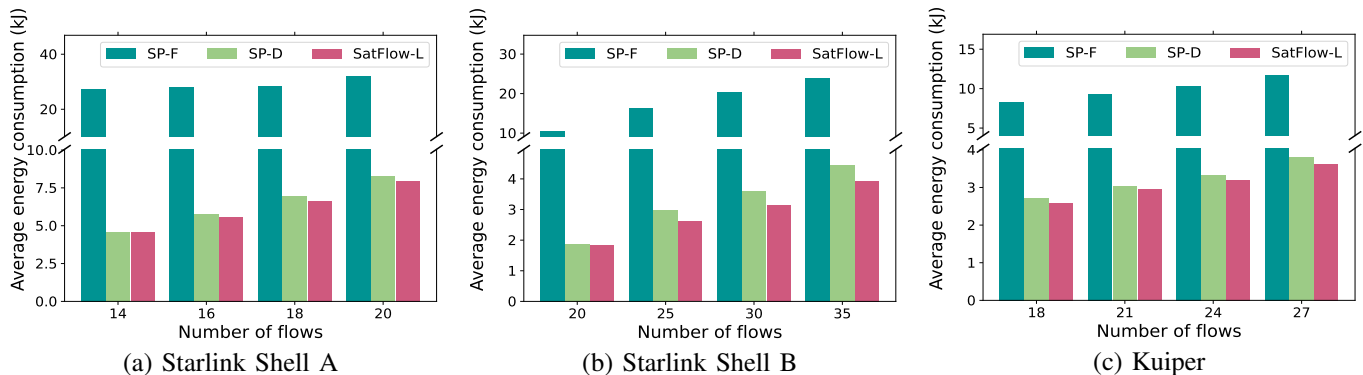 Average energy consumption (kJ)
SP-F SP-D SatFlow-L
40
20
10.0
7.5
5.0
2.5
0.0
14 16 18 20
Number of flows
(a) Starlink Shell A
Average energy consumption (kJ)
SP-F SP-D SatFlow-L
30
20
10
4
3
2
1
0
20 25 30 35
Number of flows
(b) Starlink Shell B
Average energy consumption (kJ)
SP-F SP-D SatFlow-L
15
10
5
4
3
2
1
0
18 21 24 27
Number of flows
(c) Kuiper